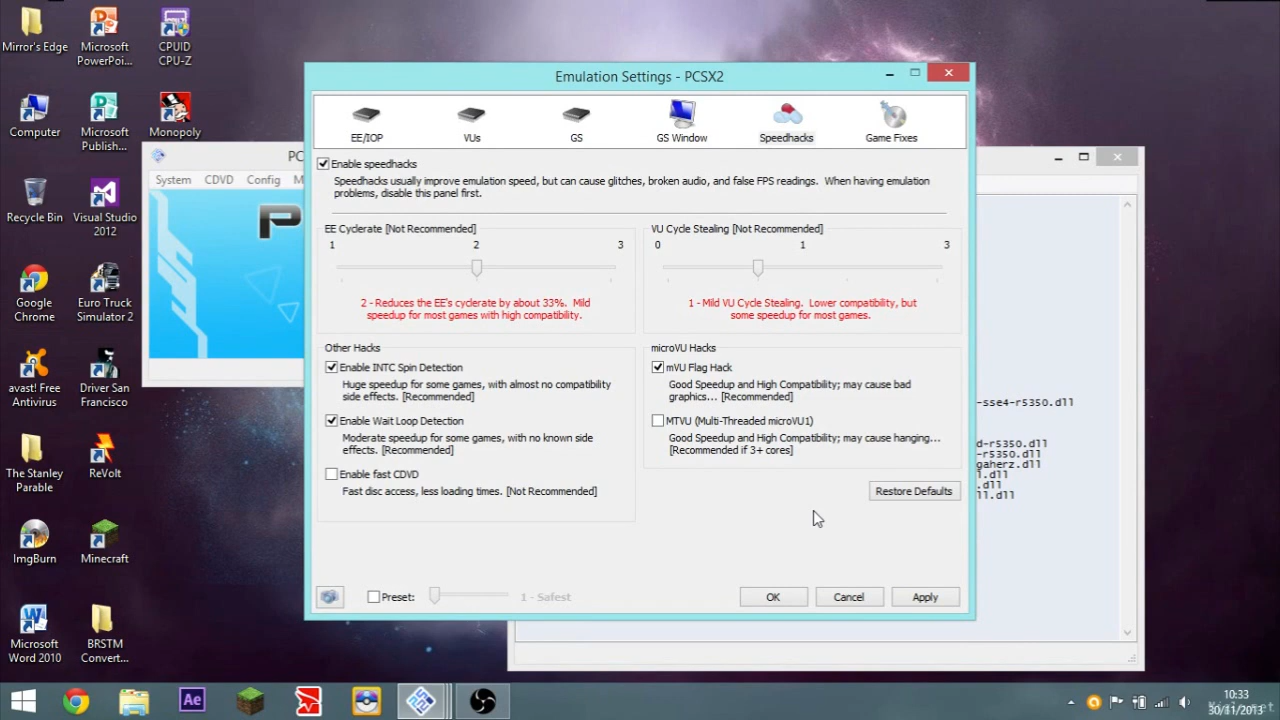 Mirror's Edge
Microsoft
PowerPoi...
CPUID
CPU-Z
Computer
Microsoft
Publish...
Monopoly
Recycle Bin
Visual Studio
2012
Google
Chrome
Euro Truck
Simulator 2
avast! Free
Antivirus
Driver San
Francisco
The Stanley
Parable
ReVolt
ImgBurn
Minecraft
Microsoft
Word 2010
BRSTM
Convert...
PC
System CDVD Config M
P
Emulation Settings - PCSX2
EE/IOP VUs GS GS Window Speedhacks Game Fixes
Enable speedhacks
Speedhacks usually improve emulation speed, but can cause glitches, broken audio, and false FPS readings. When having emulation
problems, disable this panel first.
EE Cyclerate [Not Recommended]
1 2 3
2 - Reduces the EE's cyclerate by about 33%. Mild
speedup for most games with high compatibility.
VU Cycle Stealing [Not Recommended]
0 1 3
1 - Mild VU Cycle Stealing. Lower compatibility, but
some speedup for most games.
Other Hacks
Enable INTC Spin Detection
Huge speedup for some games, with almost no compatibility
side effects. [Recommended]
Enable Wait Loop Detection
Moderate speedup for some games, with no known side
effects. [Recommended]
Enable fast CDVD
Fast disc access, less loading times. [Not Recommended]
microVU Hacks
mVU Flag Hack
Good Speedup and High Compatibility; may cause bad
graphics... [Recommended]
MTVU (Multi-Threaded microVU1)
Good Speedup and High Compatibility; may cause hanging...
[Recommended if 3+ cores]
Restore Defaults
Preset: 1 - Safest
OK Cancel Apply
-sse4-r5350.dll
d-r5350.dll
-r5350.dll
gaherz.dll
l.dll
.dll
ll.dll
Ae
10:33
30/11/2013